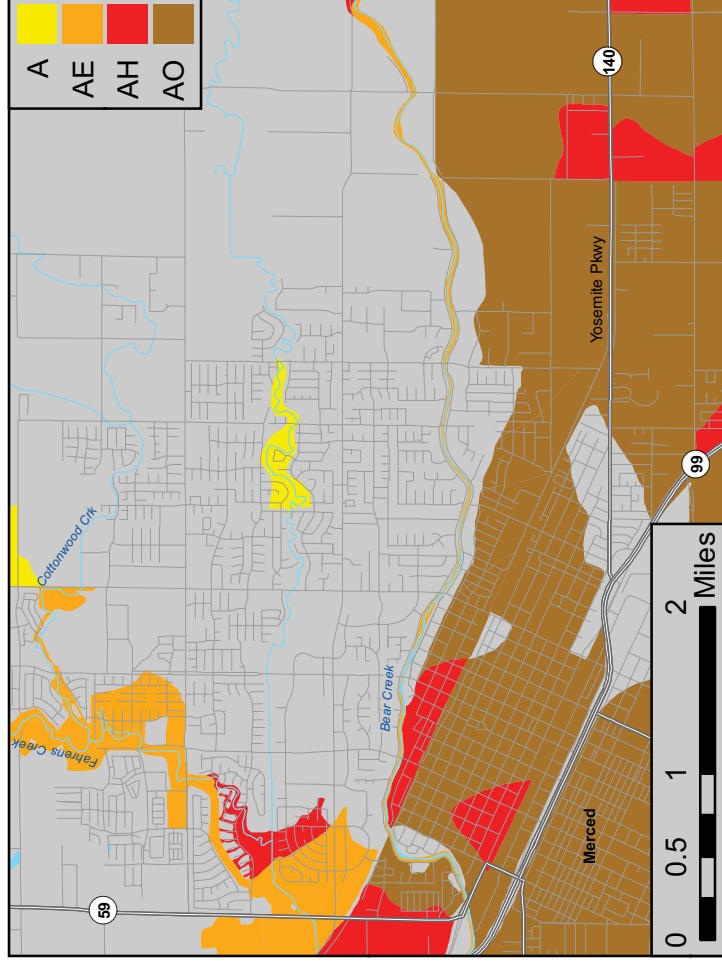 A
AE
AH
AO
140
Cottonwood Crk
Yosemite Pkwy
Fahrens Creek
Bear Creek
99
59
Merced
0 0.5 1 2
Miles